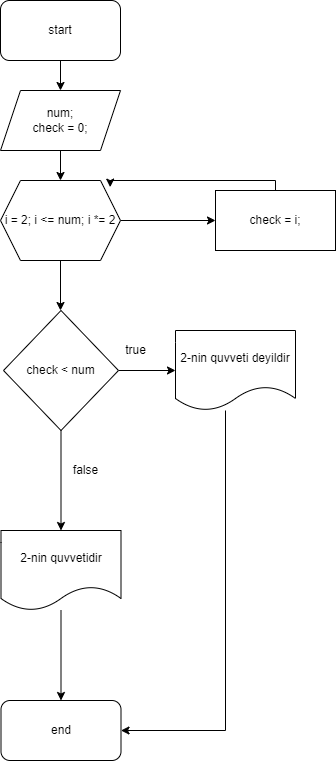 start
num;
check = 0;
i = 2; i <= num; i *= 2
check = i;
check < num
true
2-nin quvveti deyildir
false
2-nin quvvetidir
end